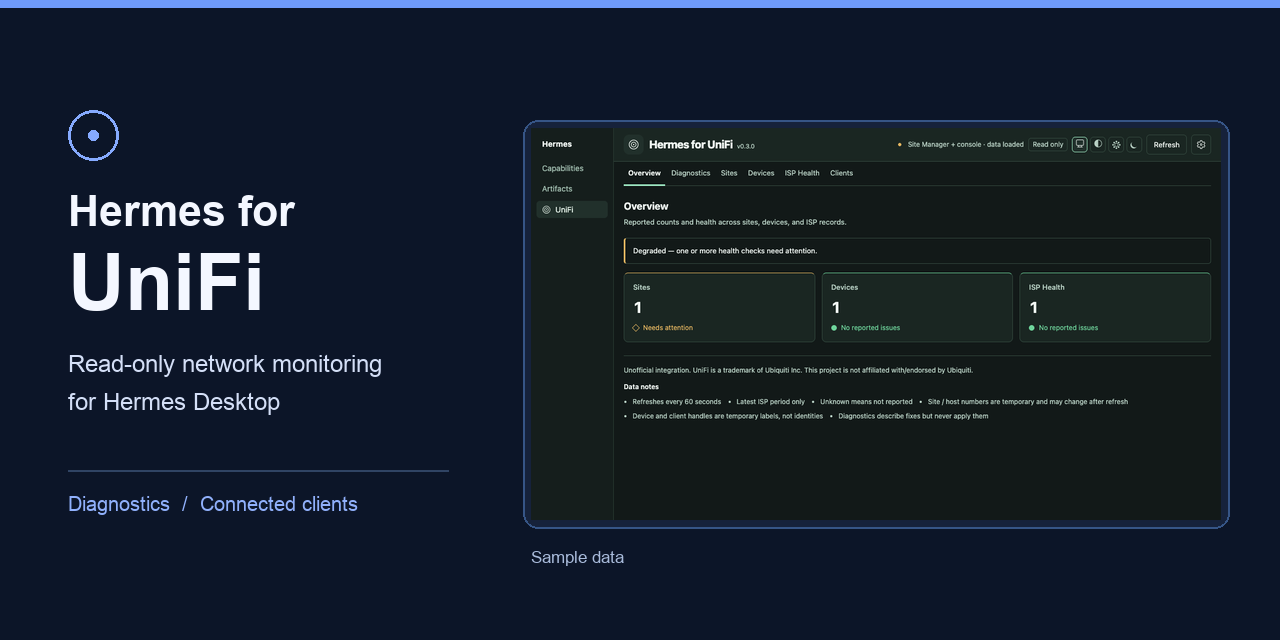 Hermes for
UniFi
Read-only network monitoring
for Hermes Desktop
Diagnostics / Connected clients
Hermes
Capabilities
Artifacts
UniFi
Hermes for UniFi v0.3.0
Site Manager + console · data loaded
Read only
Refresh
Overview Diagnostics Sites Devices ISP Health Clients
Overview
Reported counts and health across sites, devices, and ISP records.
Degraded — one or more health checks need attention.
Sites
1
Needs attention
Devices
1
No reported issues
ISP Health
1
No reported issues
Unofficial integration. UniFi is a trademark of Ubiquiti Inc. This project is not affiliated with/endorsed by Ubiquiti.
Data notes
• Refreshes every 60 seconds • Latest ISP period only • Unknown means not reported • Site / host numbers are temporary and may change after refresh
• Device and client handles are temporary labels, not identities • Diagnostics describe fixes but never apply them
Sample data